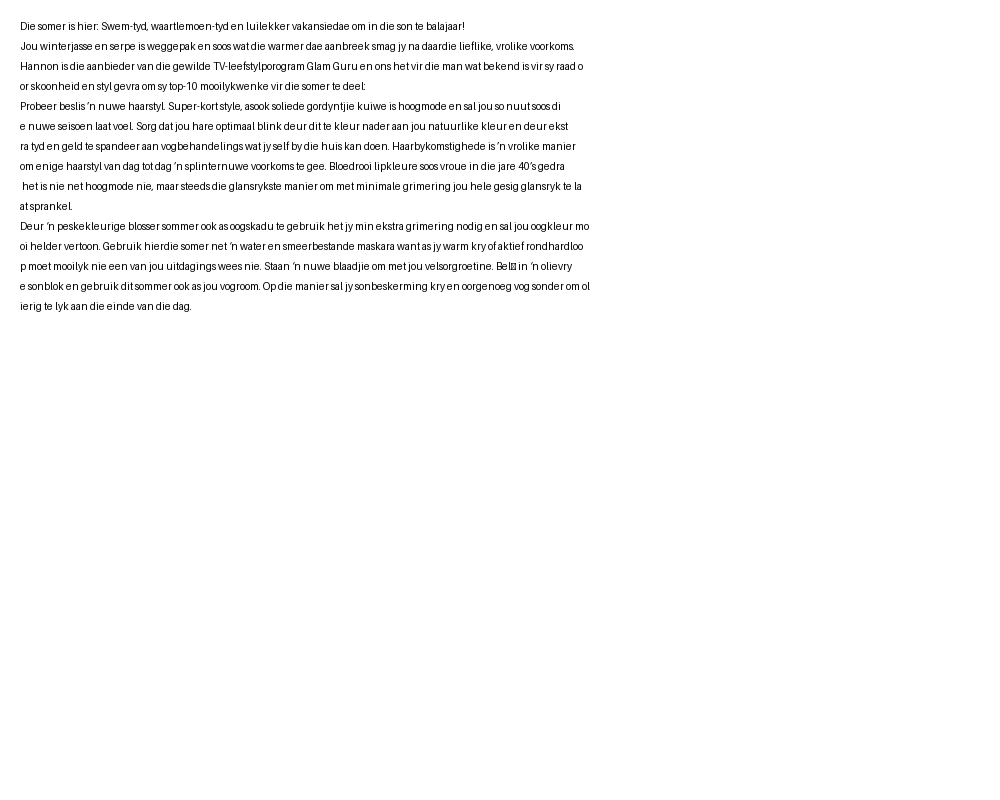 Die somer is hier: Swem-tyd, waartlemoen-tyd en luilekker vakansiedae om in die son te balajaar!
Jou winterjasse en serpe is weggepak en soos wat die warmer dae aanbreek smag jy na daardie lieflike, vrolike voorkoms.
Hannon is die aanbieder van die gewilde TV-leefstylporogram Glam Guru en ons het vir die man wat bekend is vir sy raad o
or skoonheid en styl gevra om sy top-10 mooilykwenke vir die somer te deel:
Probeer beslis ’n nuwe haarstyl. Super-kort style, asook soliede gordyntjie kuiwe is hoogmode en sal jou so nuut soos di
e nuwe seisoen laat voel. Sorg dat jou hare optimaal blink deur dit te kleur nader aan jou natuurlike kleur en deur ekst
ra tyd en geld te spandeer aan vogbehandelings wat jy self by die huis kan doen. Haarbykomstighede is ’n vrolike manier
om enige haarstyl van dag tot dag ’n splinternuwe voorkoms te gee. Bloedrooi lipkleure soos vroue in die jare 40’s gedra
het is nie net hoogmode nie, maar steeds die glansrykste manier om met minimale grimering jou hele gesig glansryk te la
at sprankel.
Deur ’n peskekleurige blosser sommer ook as oogskadu te gebruik het jy min ekstra grimering nodig en sal jou oogkleur mo
oi helder vertoon. Gebruik hierdie somer net ’n water en smeerbestande maskara want as jy warm kry of aktief rondhardloo
p moet mooilyk nie een van jou uitdagings wees nie. Staan ’n nuwe blaadjie om met jou velsorgroetine. in ’n olievry
e sonblok en gebruik dit sommer ook as jou vogroom. Op die manier sal jy sonbeskerming kry en oorgenoeg vog sonder om ol
ierig te lyk aan die einde van die dag.